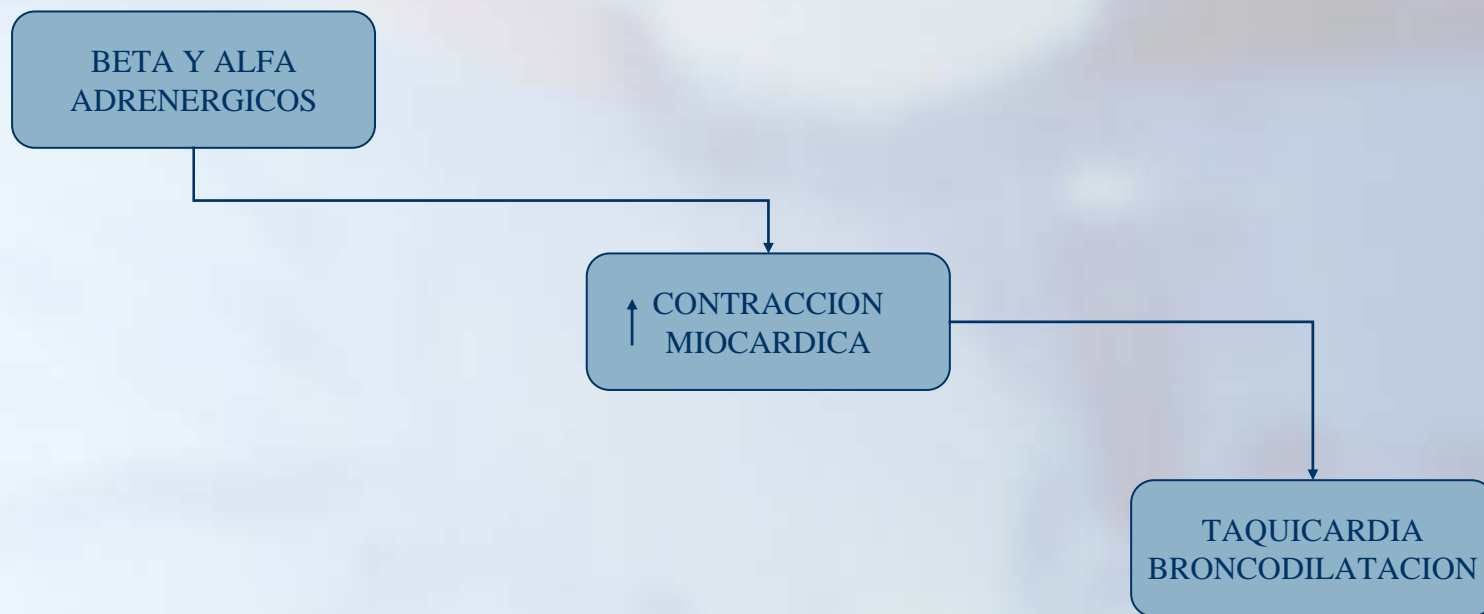 BETA Y ALFA
ADRENERGICOS
CONTRACCION
MIOCARDICA
TAQUICARDIA
BRONCODILATACION